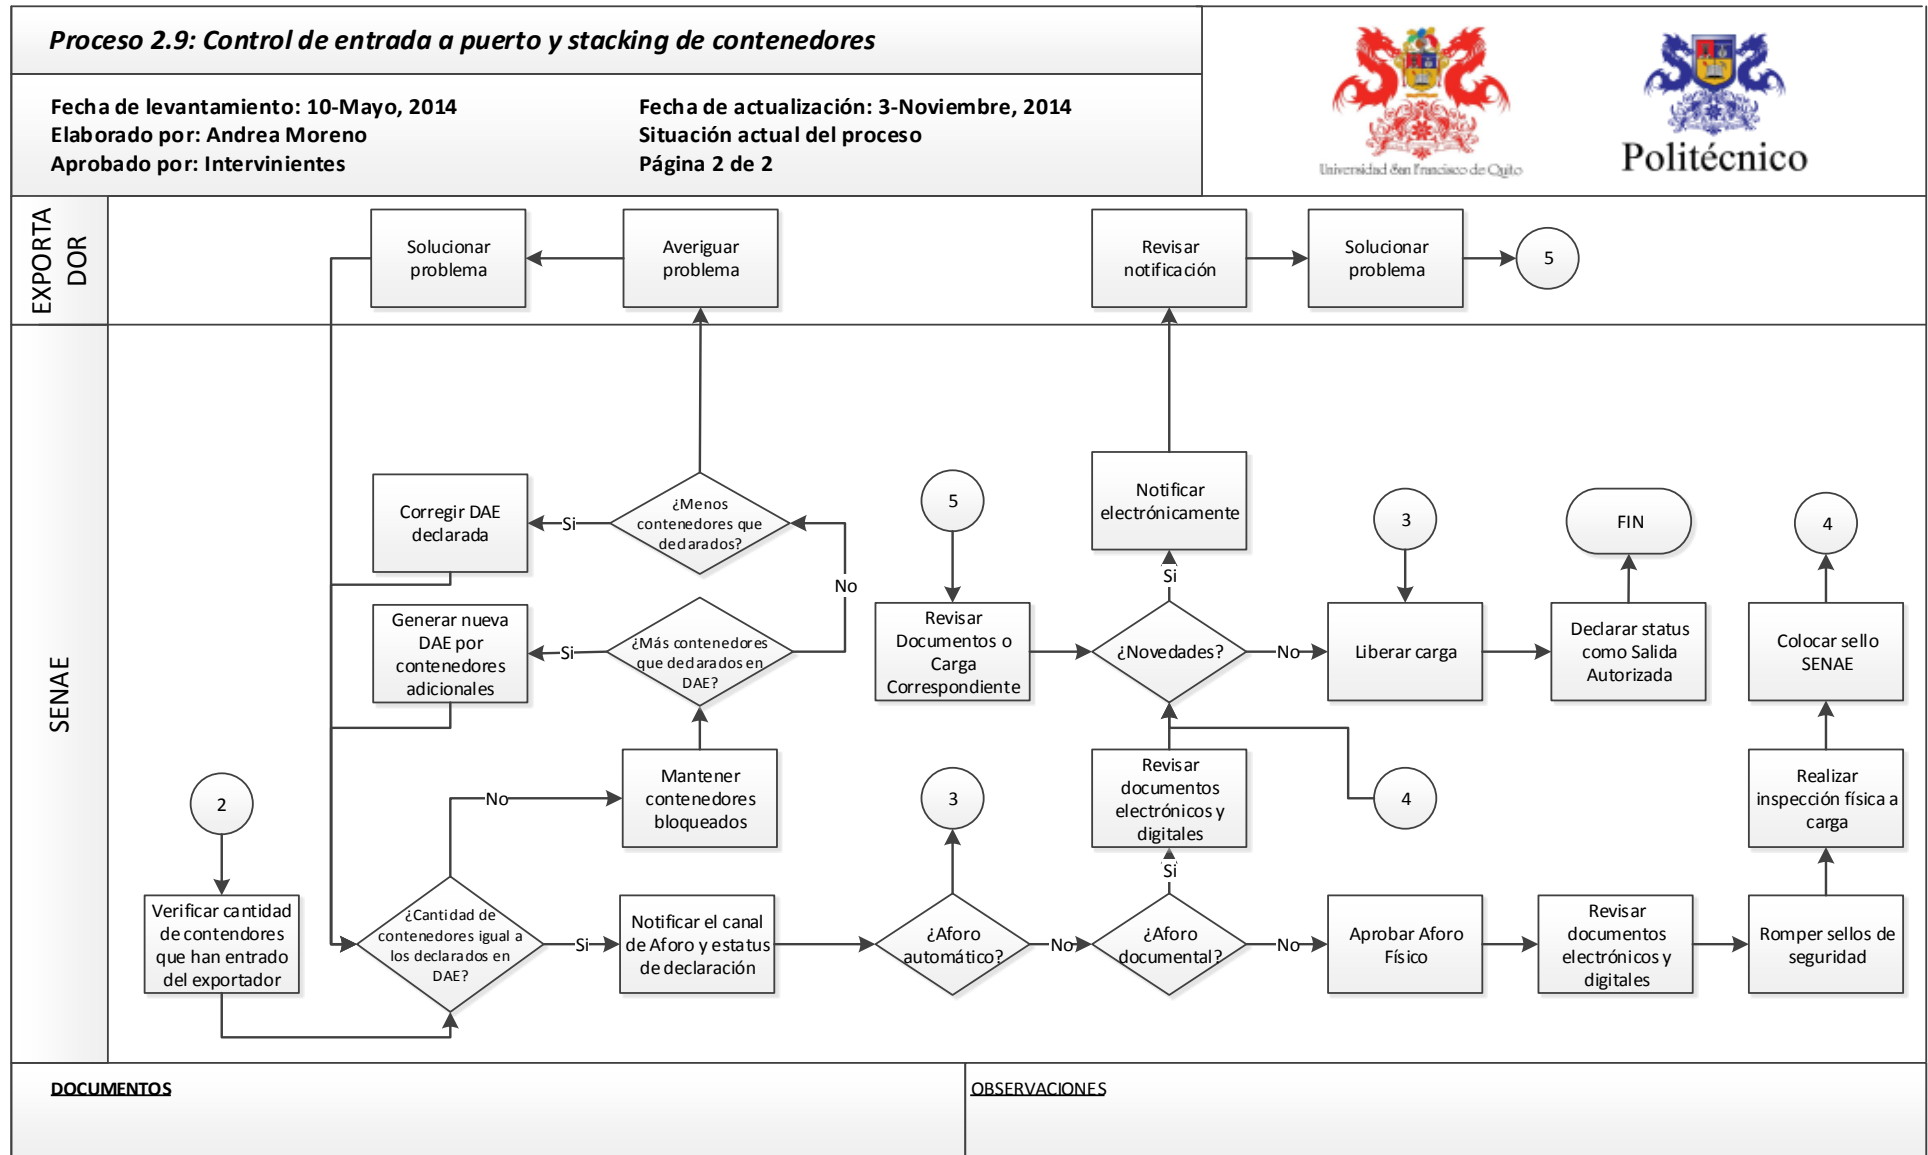 Proceso 2.9: Control de entrada a puerto y stacking de contenedores
Fecha de levantamiento: 10-Mayo, 2014
Elaborado por: Andrea Moreno
Aprobado por: Intervinientes
Fecha de actualización: 3-Noviembre, 2014
Situación actual del proceso
Página 2 de 2
Universidad San Francisco de Quito
Politécnico
EXPORTA
DOR
Solucionar
problema
Averiguar
problema
Revisar
notificación
Solucionar
problema
5
SENAE
Corregir DAE
declarada
Si
¿Menos
contenedores que
declarados?
No
5
Notificar
electrónicamente
Si
3
FIN
4
Generar nueva
DAE por
contenedores
adicionales
Si
¿Más contenedores
que declarados en
DAE?
Revisar
Documentos o
Carga
Correspondiente
¿Novedades?
No
Liberar carga
Declarar status
como Salida
Autorizada
Colocar sello
SENAE
2
No
Mantener
contenedores
bloqueados
3
Revisar
documentos
electrónicos y
digitales
Si
4
Realizar
inspección física a
carga
Verificar cantidad
de contendores
que han entrado
del exportador
¿Cantidad de
contenedores igual a
los declarados en
DAE?
Si
Notificar el canal
de Aforo y estatus
de declaración
¿Aforo
automático?
No
¿Aforo
documental?
No
Aprobar Aforo
Físico
Revisar
documentos
electrónicos y
digitales
Romper sellos de
seguridad
DOCUMENTOS
OBSERVACIONES